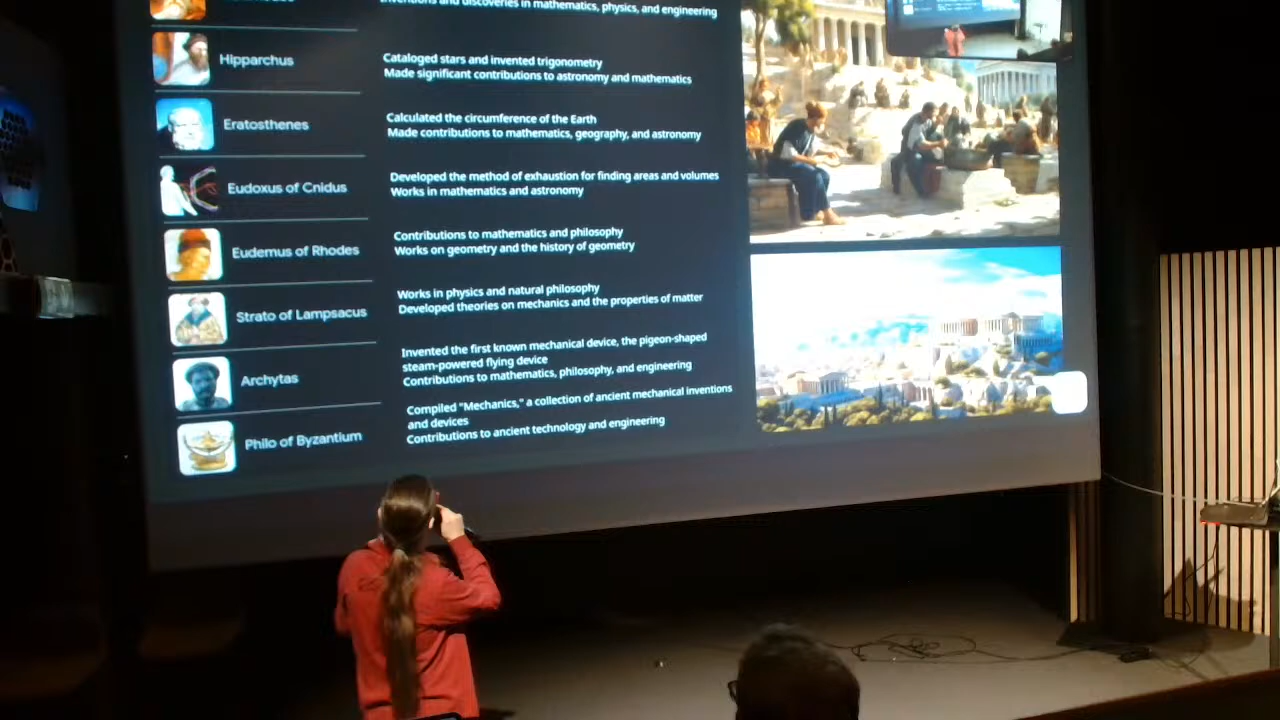 Inventions and discoveries in mathematics, physics, and engineering
Hipparchus
Cataloged stars and invented trigonometry
Made significant contributions to astronomy and mathematics
Eratosthenes
Calculated the circumference of the Earth
Made contributions to mathematics, geography, and astronomy
Eudoxus of Cnidus
Developed the method of exhaustion for finding areas and volumes
Works in mathematics and astronomy
Eudemus of Rhodes
Contributions to mathematics and philosophy
Works on geometry and the history of geometry
Strato of Lampsacus
Works in physics and natural philosophy
Developed theories on mechanics and the properties of matter
Archytas
Invented the first known mechanical device, the pigeon-shaped
steam-powered flying device
Contributions to mathematics, philosophy, and engineering
Philo of Byzantium
Compiled "Mechanics," a collection of ancient mechanical inventions
and devices
Contributions to ancient technology and engineering